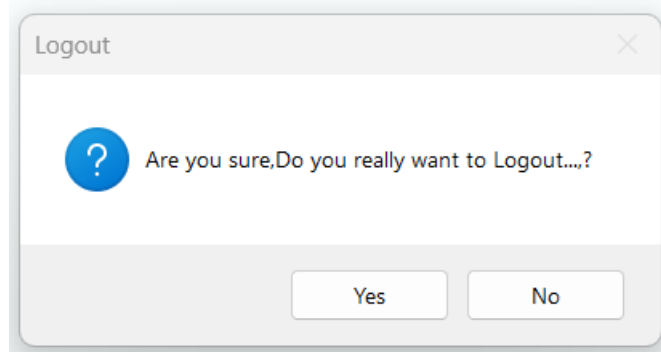 Logout
?
Are you sure,Do you really want to Logout...,?
Yes
No